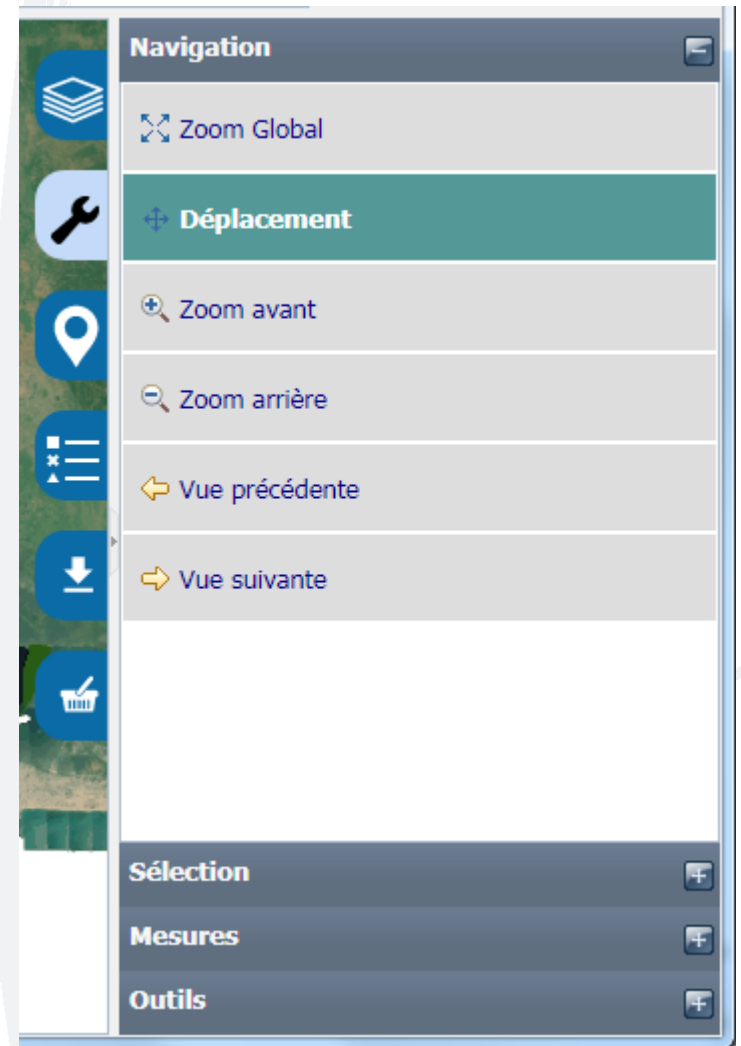 Navigation
Zoom Global
Déplacement
Zoom avant
Zoom arrière
Vue précédente
Vue suivante
Sélection
Mesures
Outils